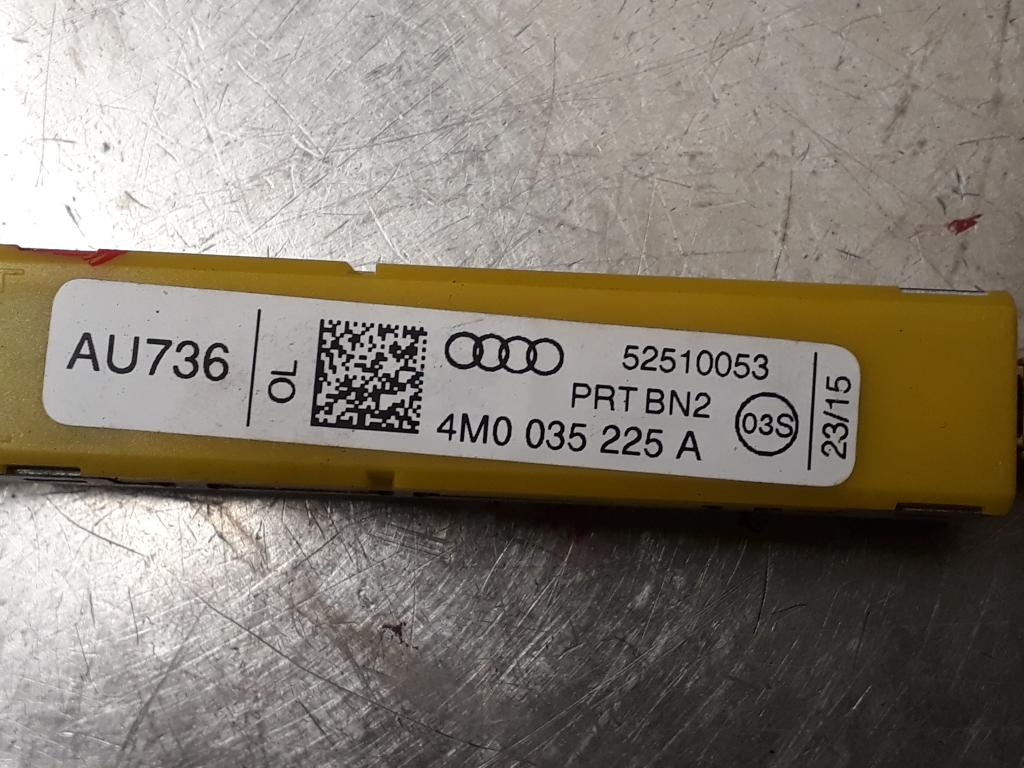 AU736
OL
52510053
PRT BN2
4M0 035 225 A
03S
23/15